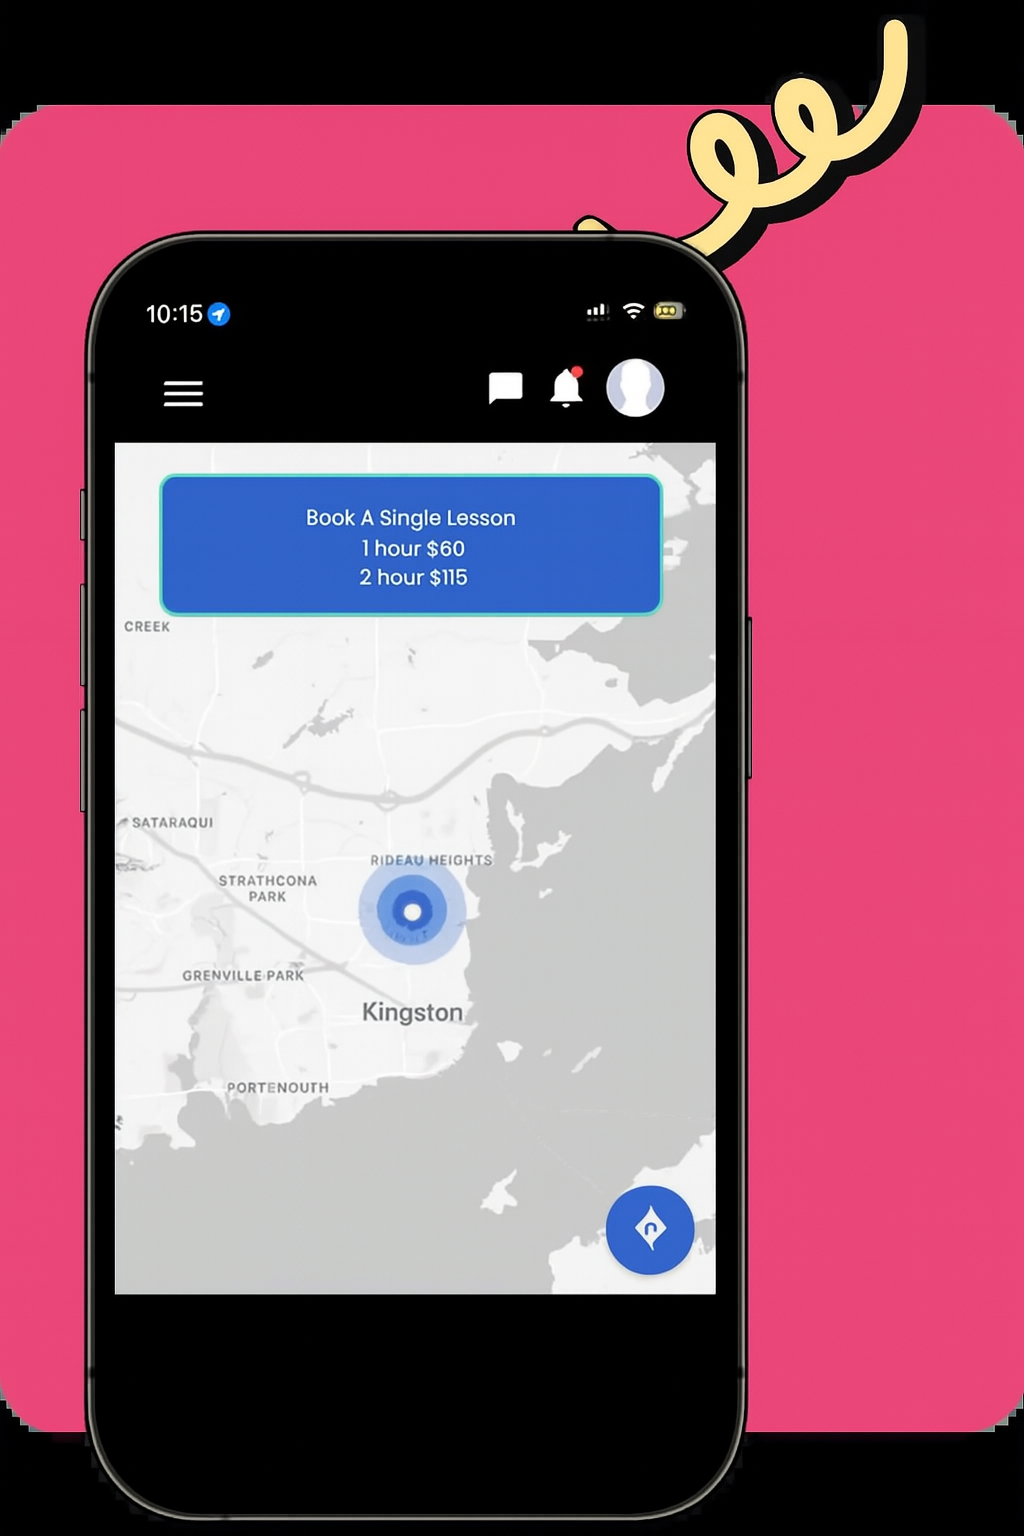 10:15
Book A Single Lesson
1 hour $60
2 hour $115
CREEK
SATARAQUI
RIDEAU HEIGHTS
STRATHCONA
PARK
GRENVILLE PARK
Kingston
PORTENOUTH